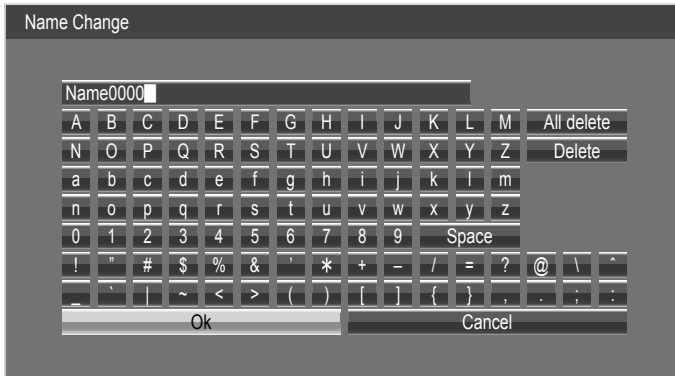 Name Change
Name0000
A B C D E F G H I J K L M All delete
N O P Q R S T U V W X Y Z Delete
a b c d e f g h i j k l m
n o p q r s t u v w x y z
0 1 2 3 4 5 6 7 8 9 Space
! " # $ % & ' * + – / = ? @ \ ^
_ ` | ~ < > ( ) [ ] { } , . ; :
Ok Cancel